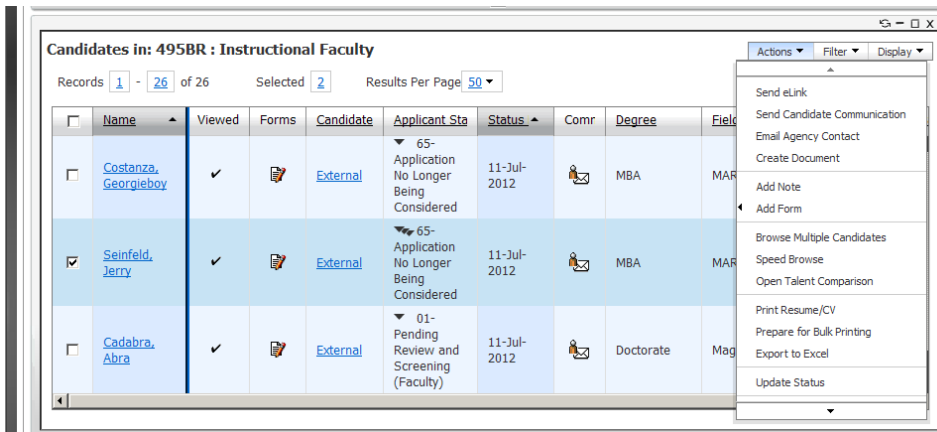 Candidates in: 495BR : Instructional Faculty
Actions Filter Display
Records 1 - 26 of 26 Selected 2 Results Per Page 50
Name Viewed Forms Candidate Applicant Sta Status Comr Degree Field
Costanza,
Georgieboy
External
65-
Application
No Longer
Being
Considered
11-Jul-
2012
MBA
MAR
Seinfeld,
Jerry
External
65-
Application
No Longer
Being
Considered
11-Jul-
2012
MBA
MAR
Cadabra,
Abra
External
01-
Pending
Review and
Screening
(Faculty)
11-Jul-
2012
Doctorate
Mag
Send eLink
Send Candidate Communication
Email Agency Contact
Create Document
Add Note
Add Form
Browse Multiple Candidates
Speed Browse
Open Talent Comparison
Print Resume/CV
Prepare for Bulk Printing
Export to Excel
Update Status